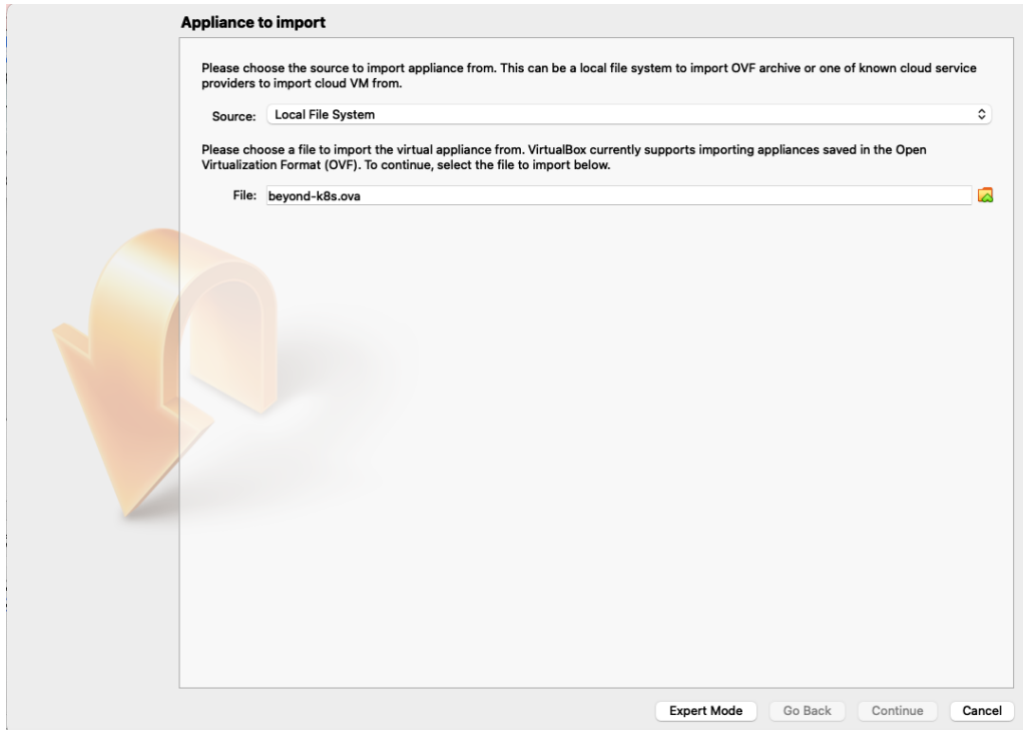 Appliance to import
Please choose the source to import appliance from. This can be a local file system to import OVF archive or one of known cloud service
providers to import cloud VM from.
Source: Local File System
Please choose a file to import the virtual appliance from. VirtualBox currently supports importing appliances saved in the Open
Virtualization Format (OVF). To continue, select the file to import below.
File: beyond-k8s.ova
Expert Mode Go Back Continue Cancel